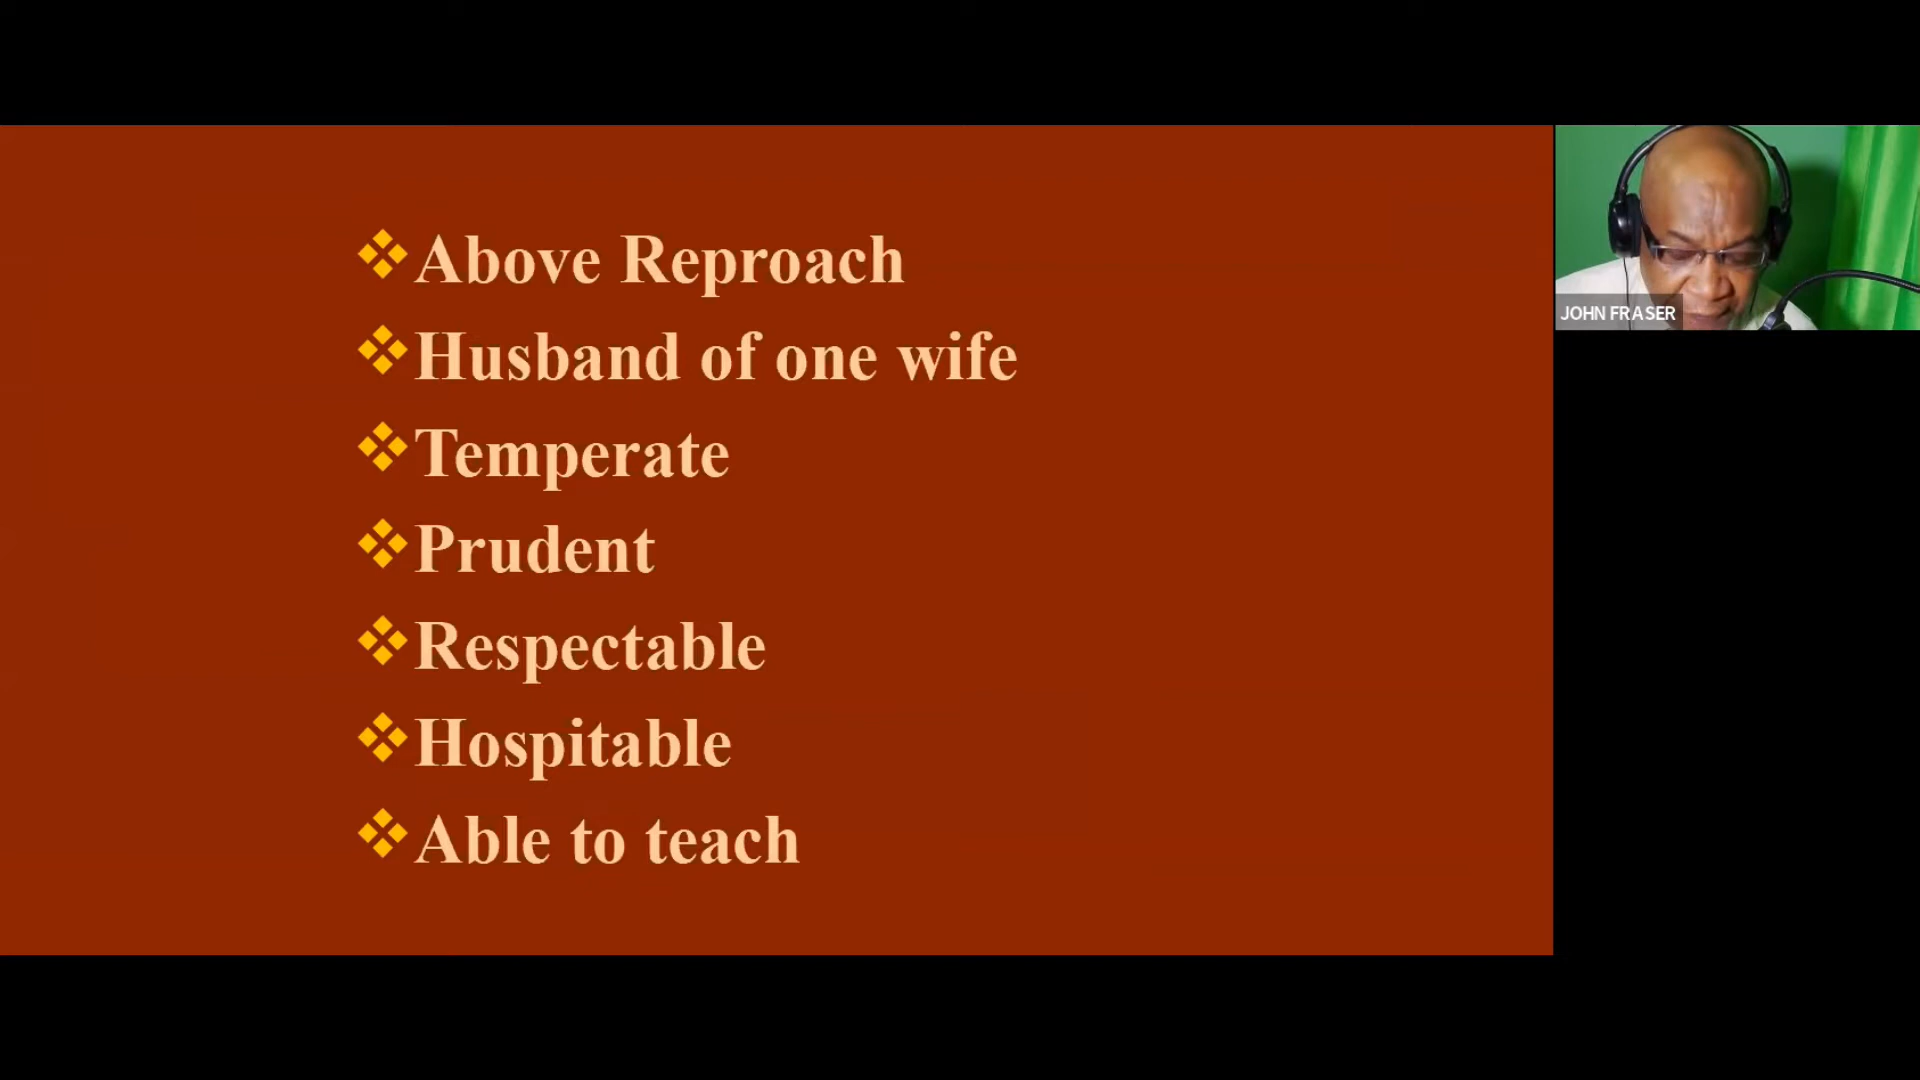 Above Reproach
Husband of one wife
Temperate
Prudent
Respectable
Hospitable
Able to teach
JOHN FRASER